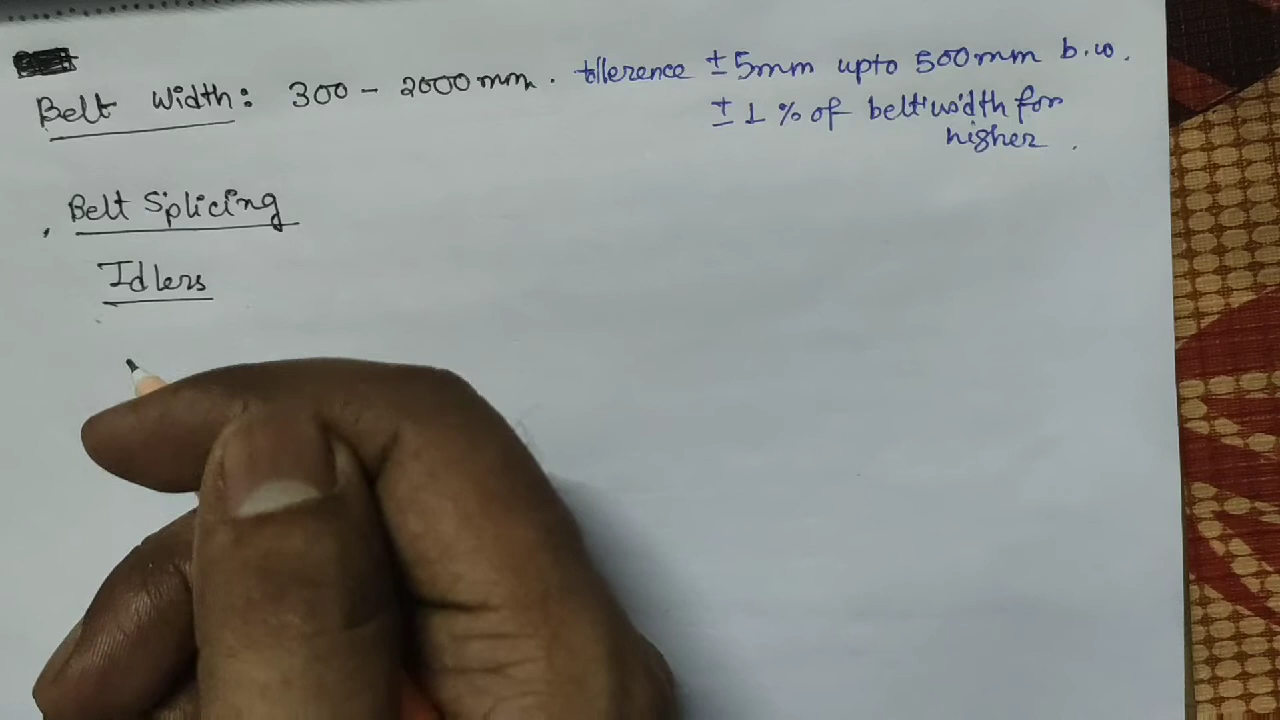 Belt Width: 300 - 2000 mm. tollerence ± 5mm upto 500mm b.w.
± 1 % of belt width for
higher.
Belt Splicing
Idlers